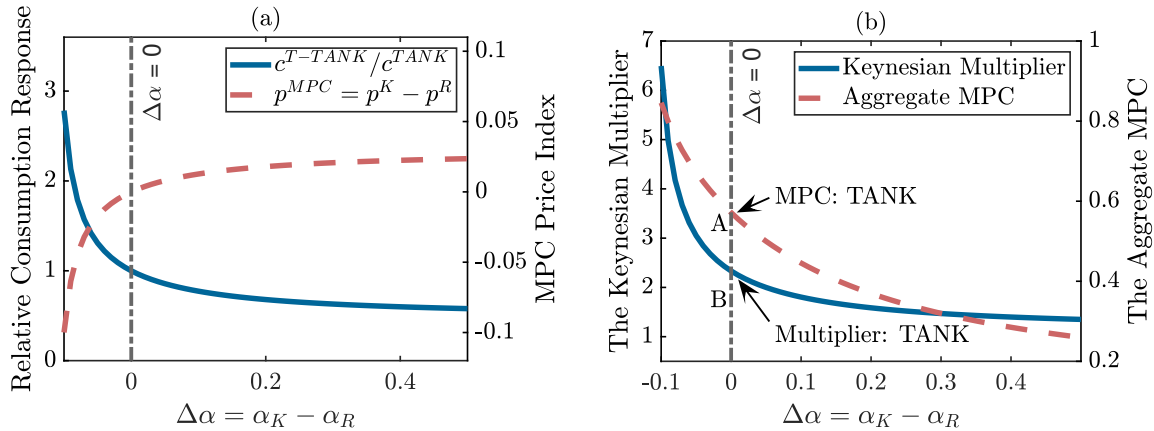 (a)
Relative Consumption Response
3
2
1
0
Δα = 0
c^{T−TANK}/c^{TANK}
p^{MPC} = p^K − p^R
0.1
0.05
0
-0.05
-0.1
MPC Price Index
0
0.2
0.4
Δα = α_K − α_R
(b)
The Keynesian Multiplier
7
6
5
4
3
2
1
Δα = 0
Keynesian Multiplier
Aggregate MPC
MPC: TANK
A
B
Multiplier: TANK
1
0.8
0.6
0.4
0.2
The Aggregate MPC
-0.1
0
0.1
0.2
0.3
0.4
Δα = α_K − α_R